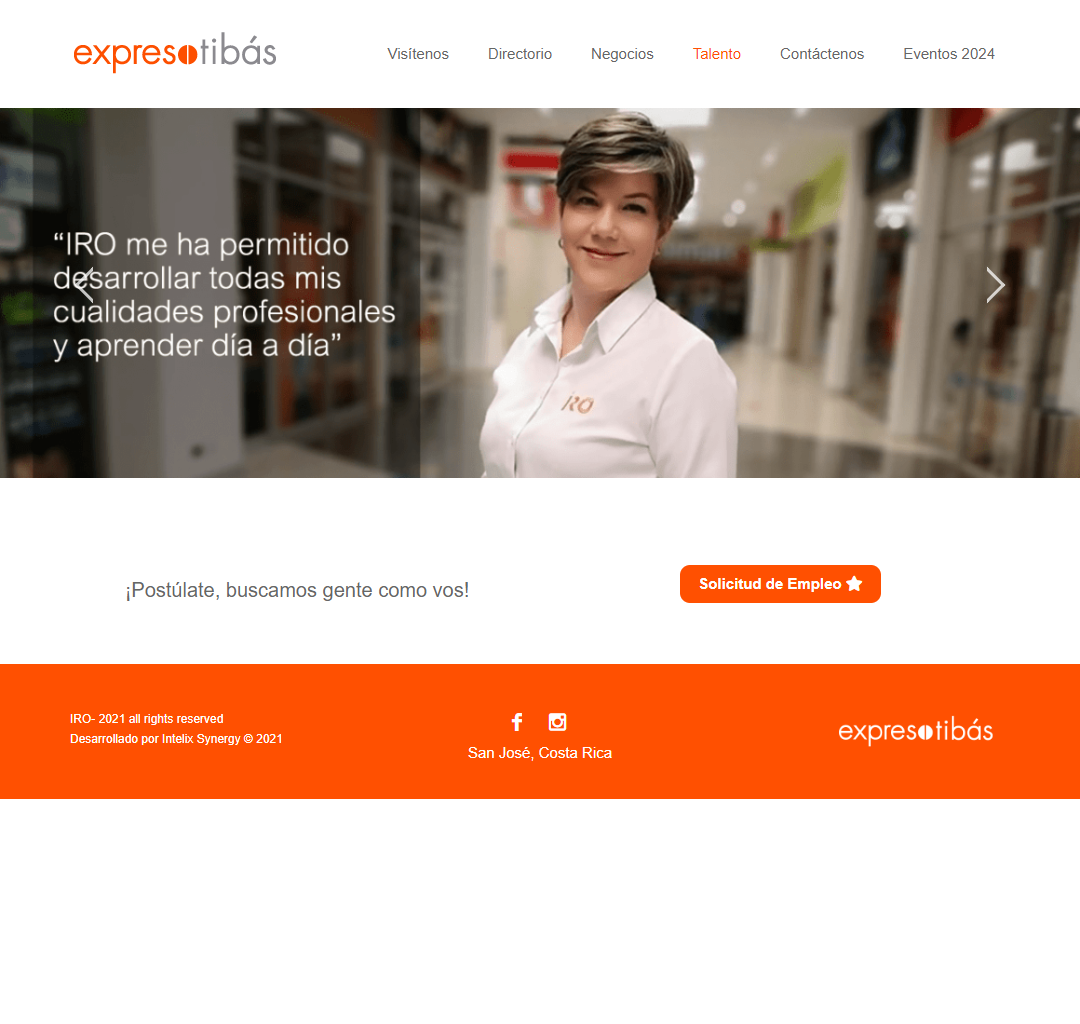 expresotibás
Visítenos
Directorio
Negocios
Talento
Contáctenos
Eventos 2024
“IRO me ha permitido
desarrollar todas mis
cualidades profesionales
y aprender día a día”
IRO
¡Postúlate, buscamos gente como vos!
Solicitud de Empleo
IRO- 2021 all rights reserved
Desarrollado por Intelix Synergy © 2021
San José, Costa Rica
expresotibás